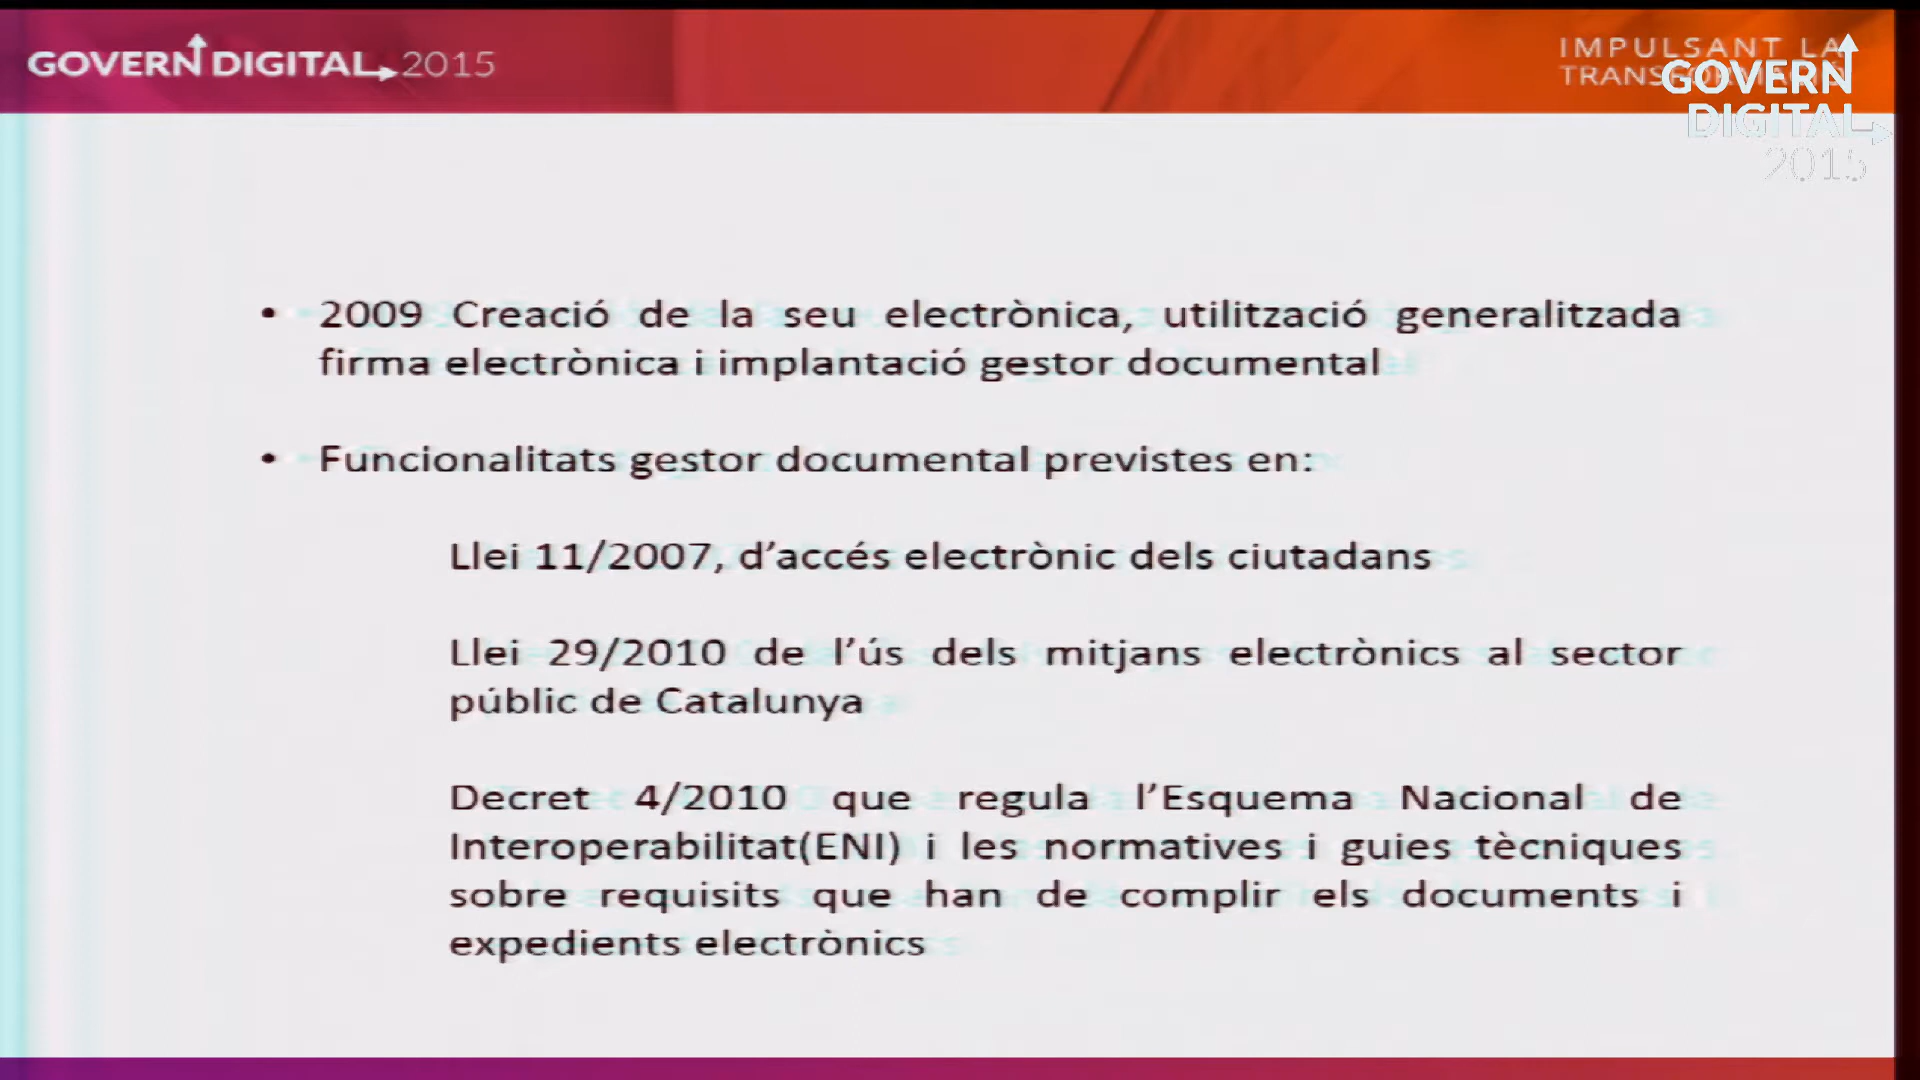 GOVERN DIGITAL 2015
IMPULSANT LA
GOVERN
DIGITAL
2015
• 2009 Creació de la seu electrònica, utilització generalitzada
firma electrònica i implantació gestor documental
• Funcionalitats gestor documental previstes en:
Llei 11/2007, d’accés electrònic dels ciutadans
Llei 29/2010 de l’ús dels mitjans electrònics al sector
públic de Catalunya
Decret 4/2010 que regula l’Esquema Nacional de
Interoperabilitat(ENI) i les normatives i guies tècniques
sobre requisits que han de complir els documents i
expedients electrònics